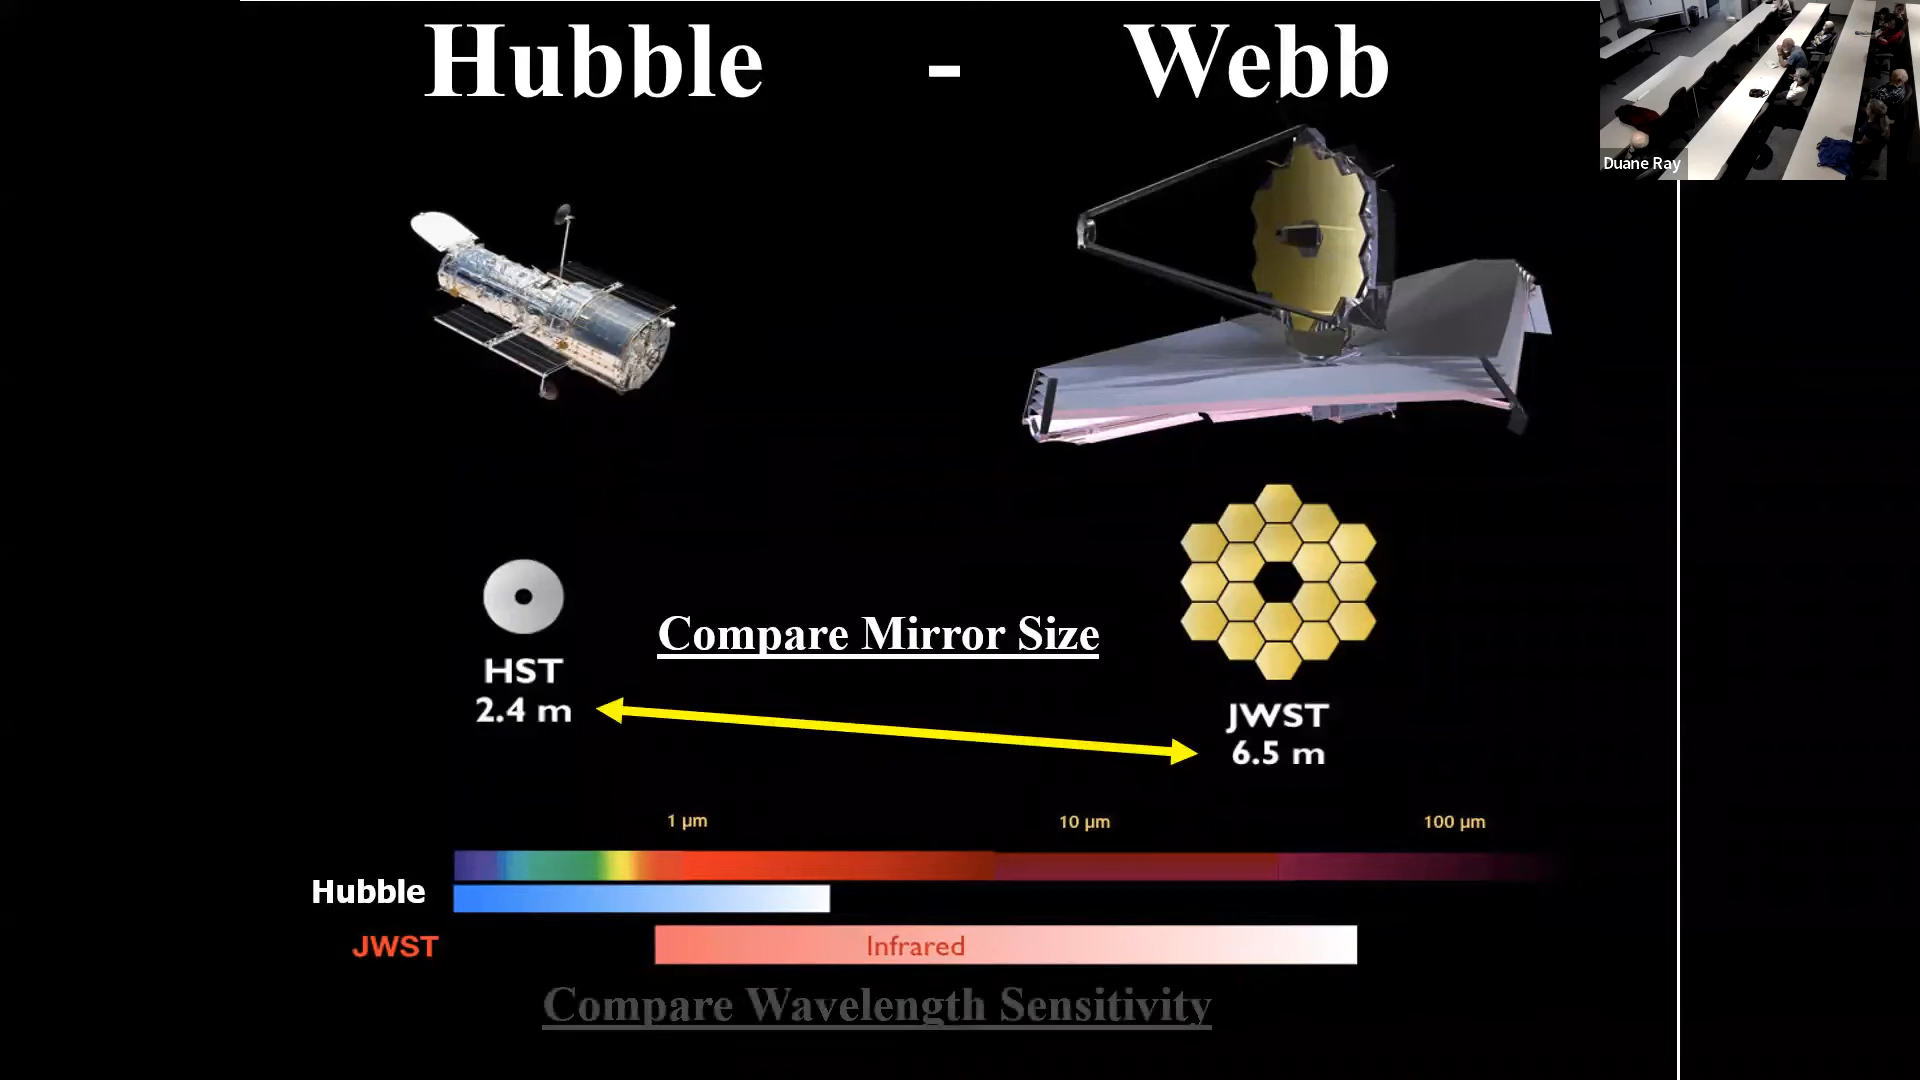 Hubble - Webb
Duane Ray
Compare Mirror Size
HST
2.4 m
JWST
6.5 m
1 µm 10 µm 100 µm
Hubble
JWST
Infrared
Compare Wavelength Sensitivity